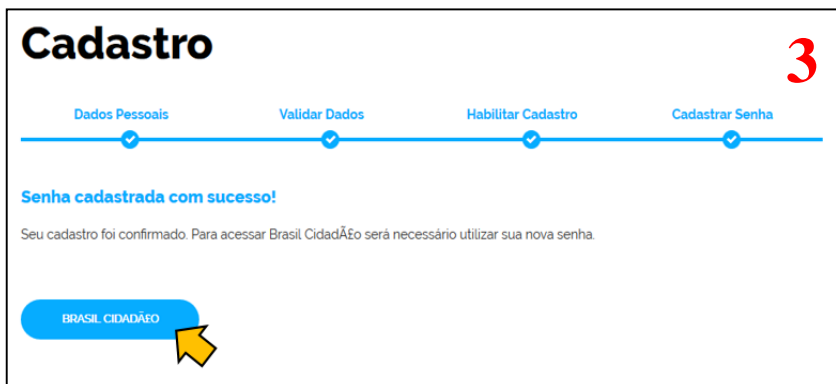 Cadastro
3
Dados Pessoais Validar Dados Habilitar Cadastro Cadastrar Senha
Senha cadastrada com sucesso!
Seu cadastro foi confirmado. Para acessar Brasil CidadÃ£o será necessário utilizar sua nova senha.
BRASIL CIDADÃ£O